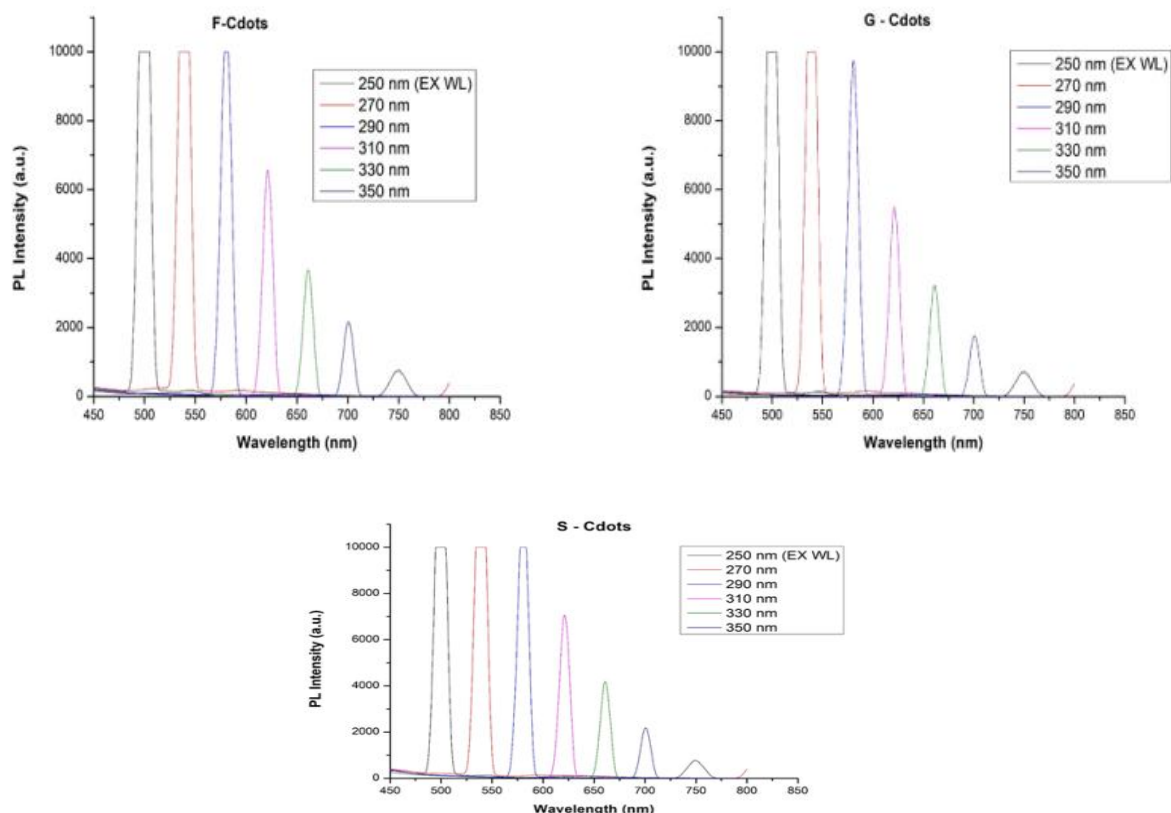 F-Cdots
PL Intensity (a.u.)
10000
8000
6000
4000
2000
0
250 nm (EX WL)
270 nm
290 nm
310 nm
330 nm
350 nm
450 500 550 600 650 700 750 800 850
Wavelength (nm)
G - Cdots
PL Intensity (a.u.)
10000
8000
6000
4000
2000
0
250 nm (EX WL)
270 nm
290 nm
310 nm
330 nm
350 nm
450 500 550 600 650 700 750 800 850
Wavelength (nm)
S - Cdots
PL Intensity (a.u.)
10000
8000
6000
4000
2000
0
250 nm (EX WL)
270 nm
290 nm
310 nm
330 nm
350 nm
450 500 550 600 650 700 750 800 850
Wavelength (nm)